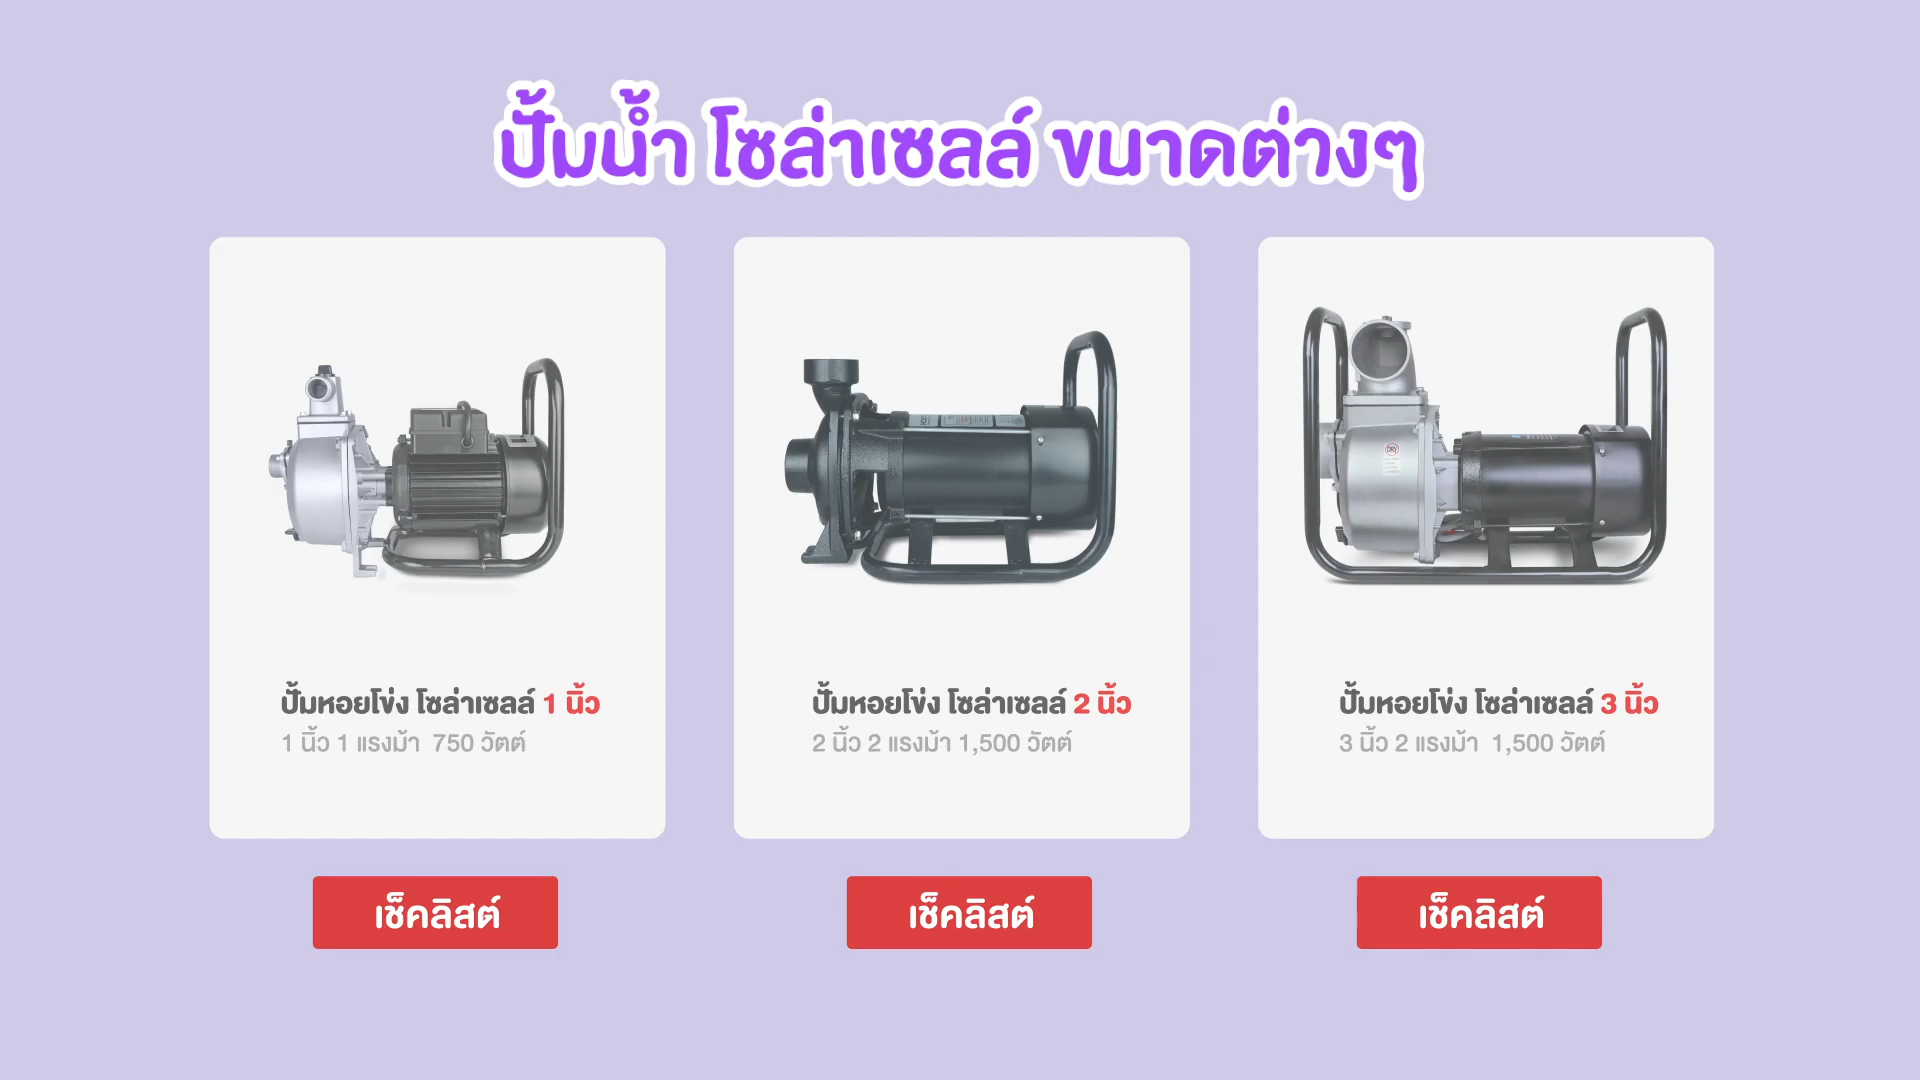 ปั๊มน้ำ โซล่าเซลล์ ขนาดต่างๆ
ปั๊มหอยโข่ง โซล่าเซลล์ 1 นิ้ว
1 นิ้ว 1 แรงม้า 750 วัตต์
เช็คลิสต์
ปั๊มหอยโข่ง โซล่าเซลล์ 2 นิ้ว
2 นิ้ว 2 แรงม้า 1,500 วัตต์
เช็คลิสต์
DRY
ปั๊มหอยโข่ง โซล่าเซลล์ 3 นิ้ว
3 นิ้ว 2 แรงม้า 1,500 วัตต์
เช็คลิสต์